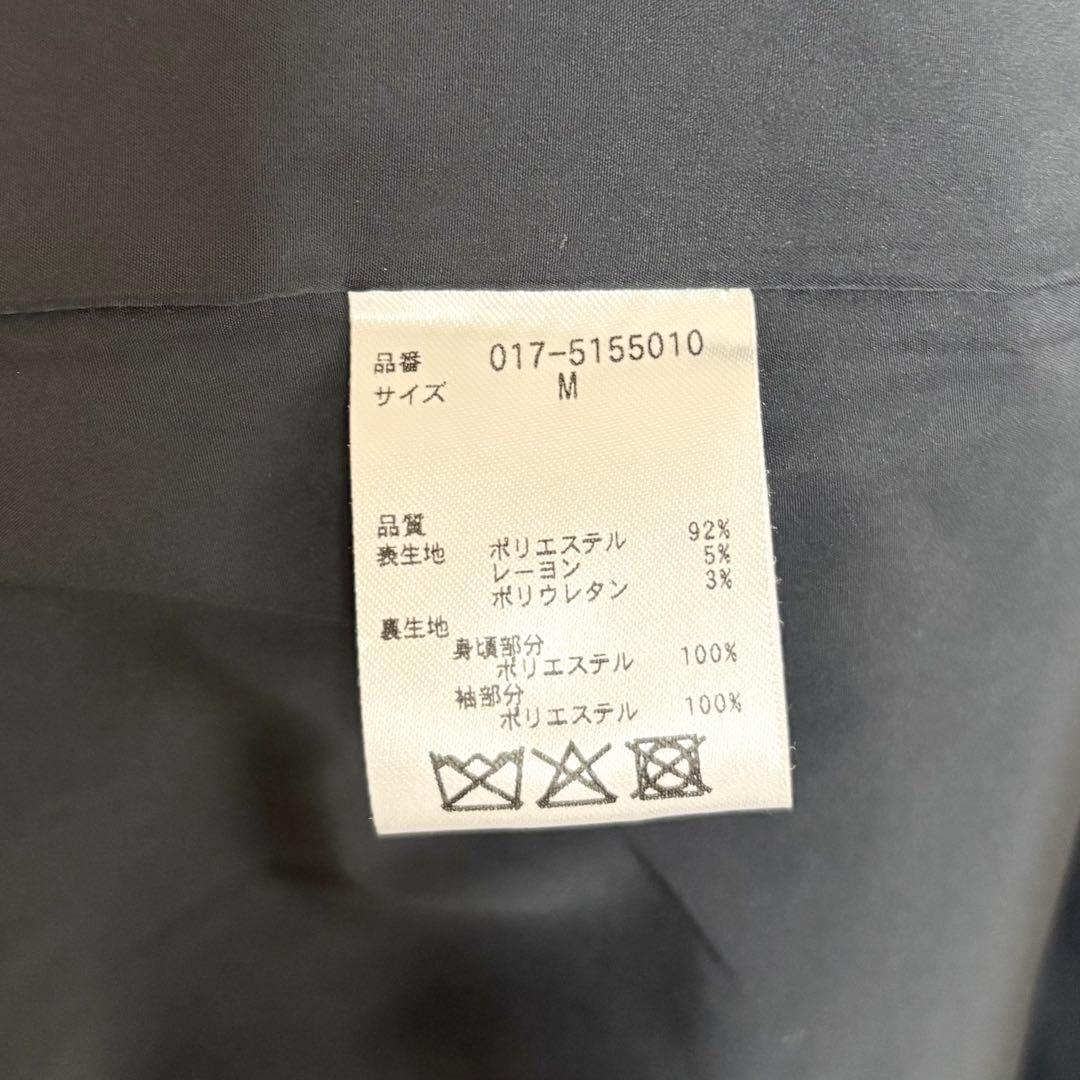 品番 017-5155010
サイズ M
品質
表生地 ポリエステル 92%
レーヨン 5%
ポリウレタン 3%
裏生地
身頃部分
ポリエステル 100%
袖部分
ポリエステル 100%